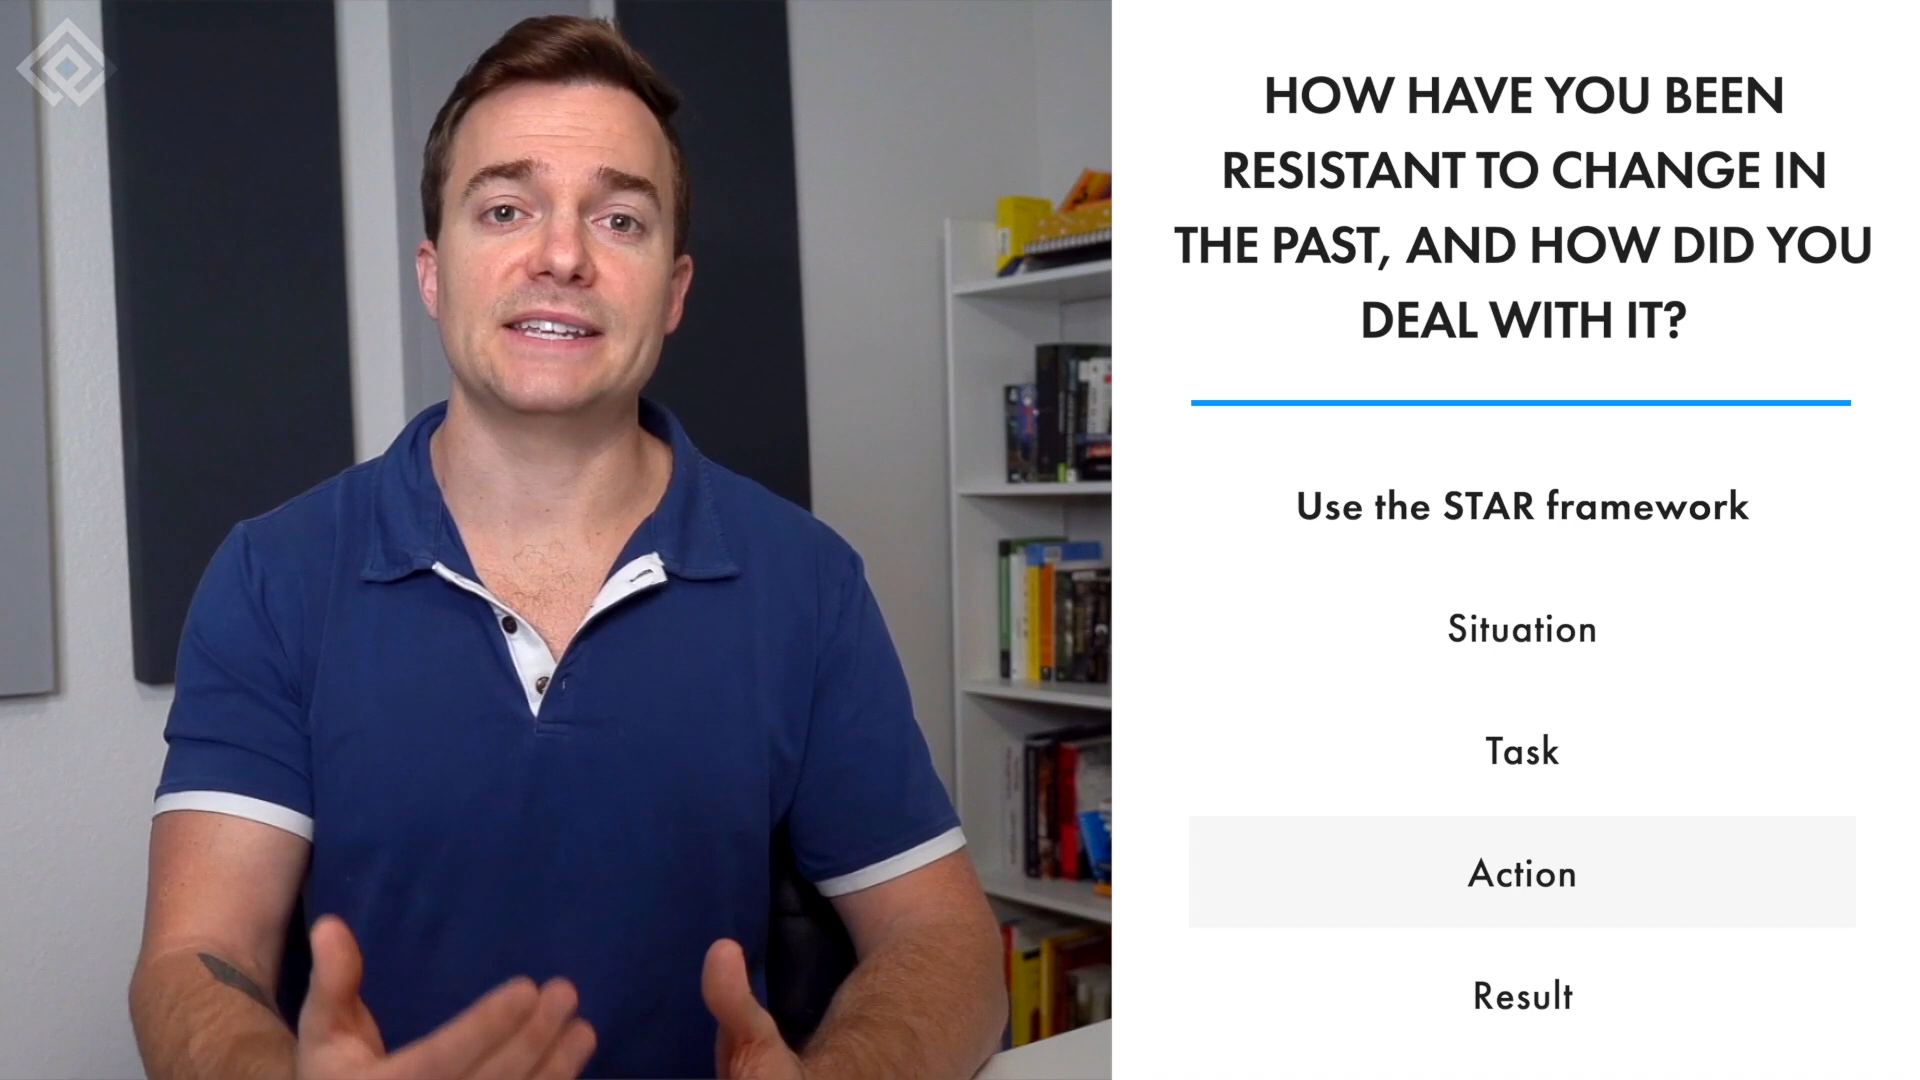 HOW HAVE YOU BEEN
RESISTANT TO CHANGE IN
THE PAST, AND HOW DID YOU
DEAL WITH IT?
Use the STAR framework
Situation
Task
Action
Result